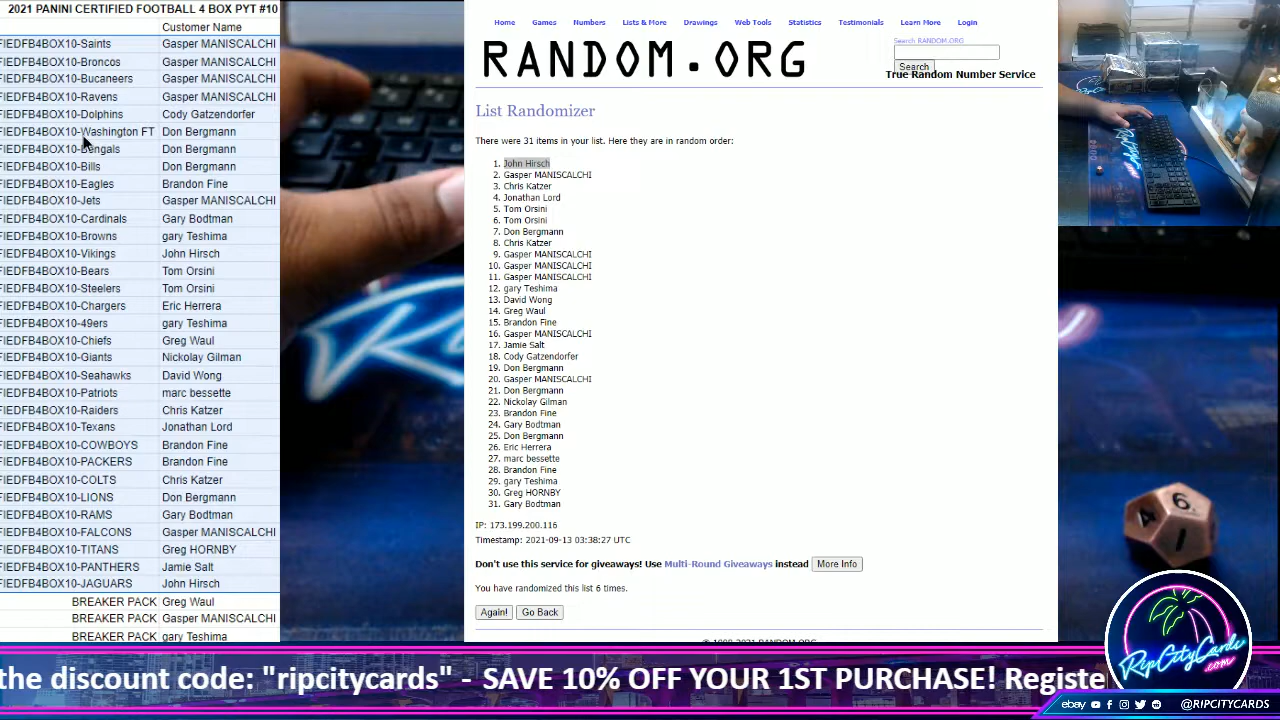 2021 PANINI CERTIFIED FOOTBALL 4 BOX PYT #10
Customer Name
FIEDFB4BOX10-Saints Gasper MANISCALCHI
FIEDFB4BOX10-Broncos Gasper MANISCALCHI
FIEDFB4BOX10-Bucaneers Gasper MANISCALCHI
FIEDFB4BOX10-Ravens Gasper MANISCALCHI
FIEDFB4BOX10-Dolphins Cody Gatzendorfer
FIEDFB4BOX10-Washington FT Don Bergmann
FIEDFB4BOX10-Bengals Don Bergmann
FIEDFB4BOX10-Bills Don Bergmann
FIEDFB4BOX10-Eagles Brandon Fine
FIEDFB4BOX10-Jets Gasper MANISCALCHI
FIEDFB4BOX10-Cardinals Gary Bodtman
FIEDFB4BOX10-Browns gary Teshima
FIEDFB4BOX10-Vikings John Hirsch
FIEDFB4BOX10-Bears Tom Orsini
FIEDFB4BOX10-Steelers Tom Orsini
FIEDFB4BOX10-Chargers Eric Herrera
FIEDFB4BOX10-49ers gary Teshima
FIEDFB4BOX10-Chiefs Greg Waul
FIEDFB4BOX10-Giants Nickolay Gilman
FIEDFB4BOX10-Seahawks David Wong
FIEDFB4BOX10-Patriots marc bessette
FIEDFB4BOX10-Raiders Chris Katzer
FIEDFB4BOX10-Texans Jonathan Lord
FIEDFB4BOX10-COWBOYS Brandon Fine
FIEDFB4BOX10-PACKERS Brandon Fine
FIEDFB4BOX10-COLTS Chris Katzer
FIEDFB4BOX10-LIONS Don Bergmann
FIEDFB4BOX10-RAMS Gary Bodtman
FIEDFB4BOX10-FALCONS Gasper MANISCALCHI
FIEDFB4BOX10-TITANS Greg HORNBY
FIEDFB4BOX10-PANTHERS Jamie Salt
FIEDFB4BOX10-JAGUARS John Hirsch
BREAKER PACK Greg Waul
BREAKER PACK Gasper MANISCALCHI
BREAKER PACK gary Teshima
Home Games Numbers Lists & More Drawings Web Tools Statistics Testimonials Learn More Login
RANDOM.ORG
Search RANDOM.ORG
Search
True Random Number Service
List Randomizer
There were 31 items in your list. Here they are in random order:
1. John Hirsch
2. Gasper MANISCALCHI
3. Chris Katzer
4. Jonathan Lord
5. Tom Orsini
6. Tom Orsini
7. Don Bergmann
8. Chris Katzer
9. Gasper MANISCALCHI
10. Gasper MANISCALCHI
11. Gasper MANISCALCHI
12. gary Teshima
13. David Wong
14. Greg Waul
15. Brandon Fine
16. Gasper MANISCALCHI
17. Jamie Salt
18. Cody Gatzendorfer
19. Don Bergmann
20. Gasper MANISCALCHI
21. Don Bergmann
22. Nickolay Gilman
23. Brandon Fine
24. Gary Bodtman
25. Don Bergmann
26. Eric Herrera
27. marc bessette
28. Brandon Fine
29. gary Teshima
30. Greg HORNBY
31. Gary Bodtman
IP: 173.199.200.116
Timestamp: 2021-09-13 03:38:27 UTC
Don't use this service for giveaways! Use Multi-Round Giveaways instead More Info
You have randomized this list 6 times.
Again! Go Back
© 1998-2021 RANDOM.ORG
4 6 1
RipCityCards.com
the discount code: "ripcitycards" - SAVE 10% OFF YOUR 1ST PURCHASE! Registe
ebay @RIPCITYCARDS